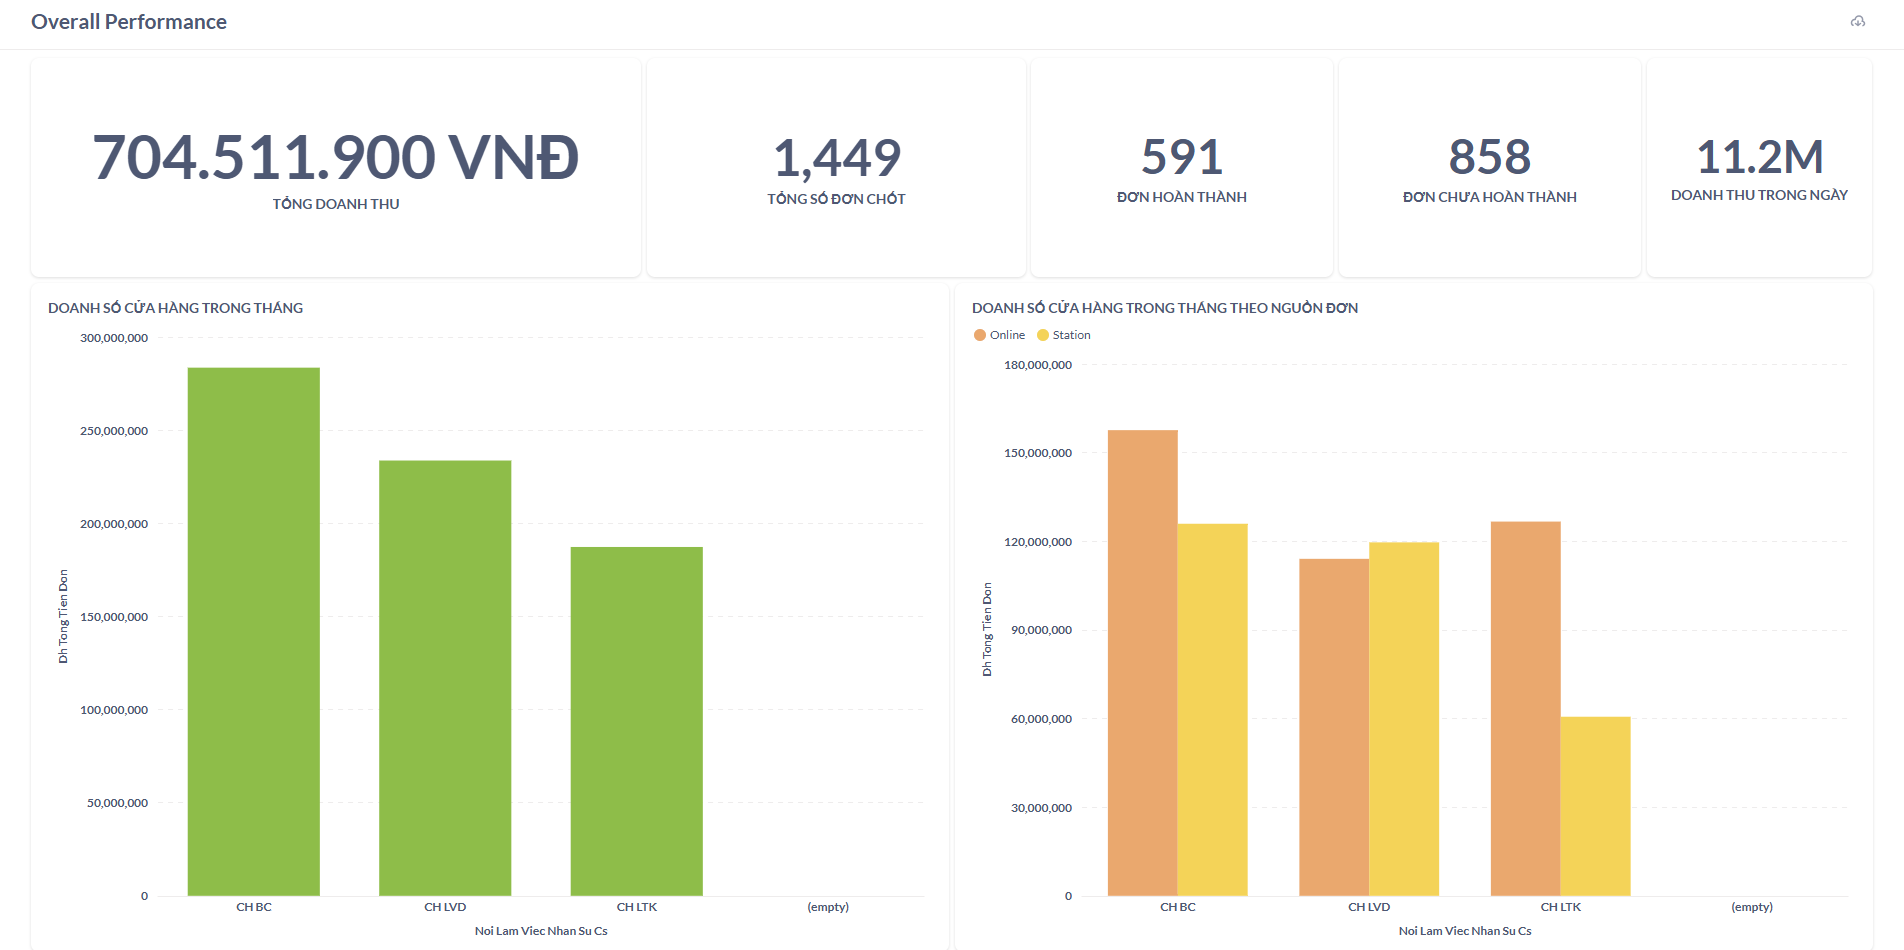 Overall Performance
704.511.900 VNĐ
TỔNG DOANH THU
1,449
TỔNG SỐ ĐƠN CHỐT
591
ĐƠN HOÀN THÀNH
858
ĐƠN CHƯA HOÀN THÀNH
11.2M
DOANH THU TRONG NGÀY
DOANH SỐ CỬA HÀNG TRONG THÁNG
300,000,000
250,000,000
200,000,000
150,000,000
100,000,000
50,000,000
0
Dh Tong Tien Don
CH BC
CH LVD
CH LTK
(empty)
Noi Lam Viec Nhan Su Cs
DOANH SỐ CỬA HÀNG TRONG THÁNG THEO NGUỒN ĐƠN
Online
Station
180,000,000
150,000,000
120,000,000
90,000,000
60,000,000
30,000,000
0
Dh Tong Tien Don
CH BC
CH LVD
CH LTK
(empty)
Noi Lam Viec Nhan Su Cs